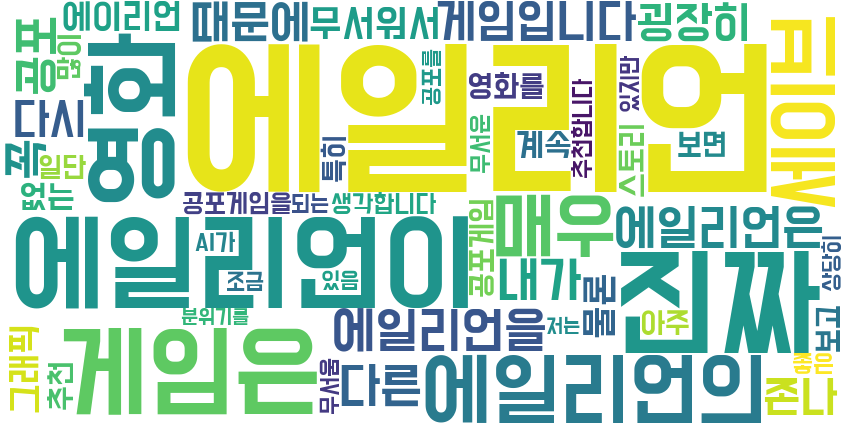 에이리언
때문에
무서워서
게임입니다
굉장히
공포
많이
영화
에일리언
공포를
영화를
추천합니다
있지만
너무
다시
꼭
일단
없는
특히
무서운
계속
스토리
보면
공포게임을
되는
생각합니다
에일리언이
AI가
조금
있음
공포게임
매우
내가
에일리언은
진짜
상당히
물론
분위기를
에일리언을
저는
아주
보고
그래픽
추천
게임은
무서움
다른
에일리언의
좋은
존나